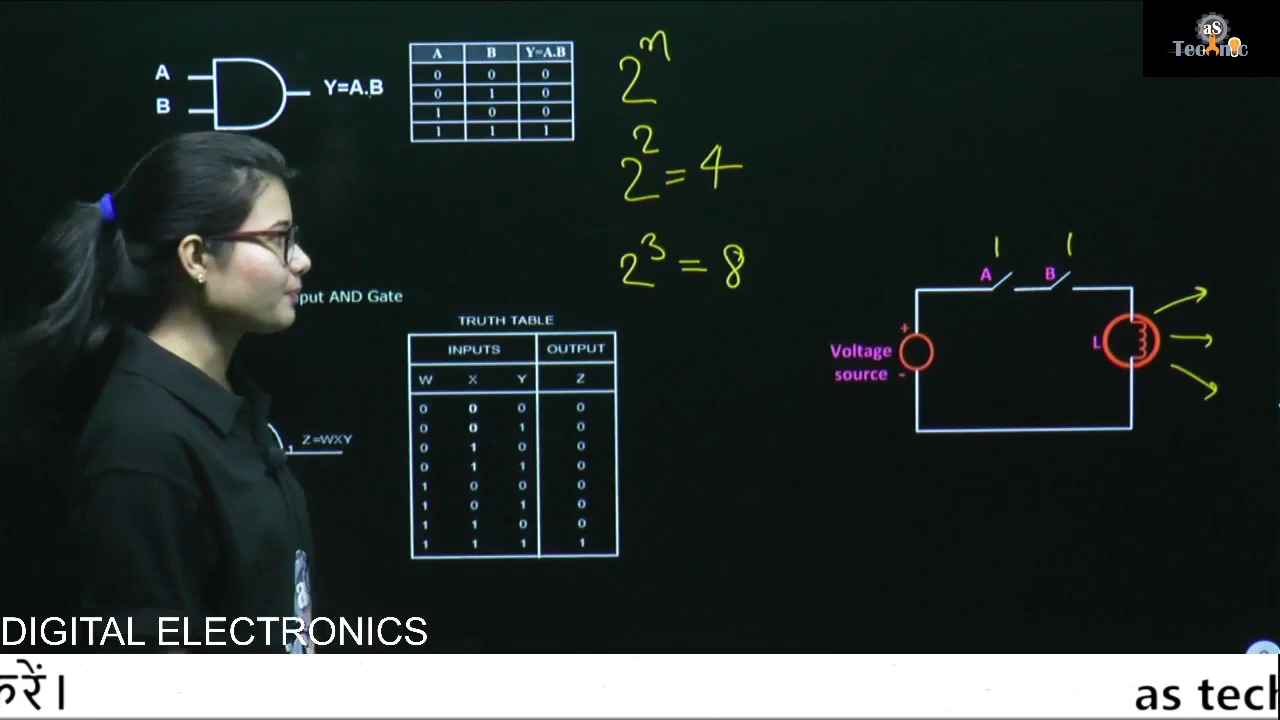 aS
Tecknic
A
B
Y=A.B
A B Y=A.B
0 0 0
0 1 0
1 0 0
1 1 1
2^n
2^2 = 4
2^3 = 8
AND Gate
Z=WXY
TRUTH TABLE
INPUTS OUTPUT
W X Y Z
0 0 0 0
0 0 1 0
0 1 0 0
0 1 1 0
1 0 0 0
1 0 1 0
1 1 0 0
1 1 1 1
1 1
A B
+
Voltage
source
-
L
DIGITAL ELECTRONICS
करें।
as tech